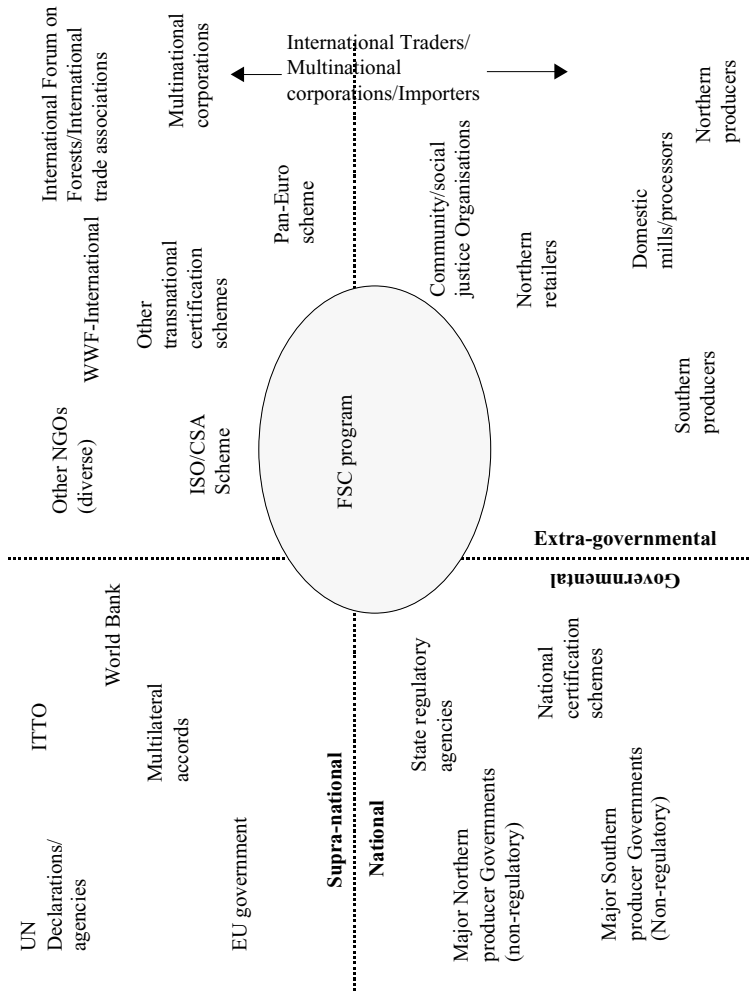 UN
Declarations/
agencies
ITTO
World Bank
Multilateral
accords
EU government
Other NGOs
(diverse)
WWF-International
International Forum on
Forests/International
trade associations
ISO/CSA
Scheme
Other
transnational
certification
schemes
Multinational
corporations
Pan-Euro
scheme
Supra-national
National
FSC program
International Traders/
Multinational
corporations/Importers
State regulatory
agencies
Major Northern
producer Governments
(non-regulatory)
National
certification
schemes
Major Southern
producer Governments
(Non-regulatory)
Governmental
Extra-governmental
Community/social
justice Organisations
Northern
retailers
Domestic
mills/processors
Southern
producers
Northern
producers